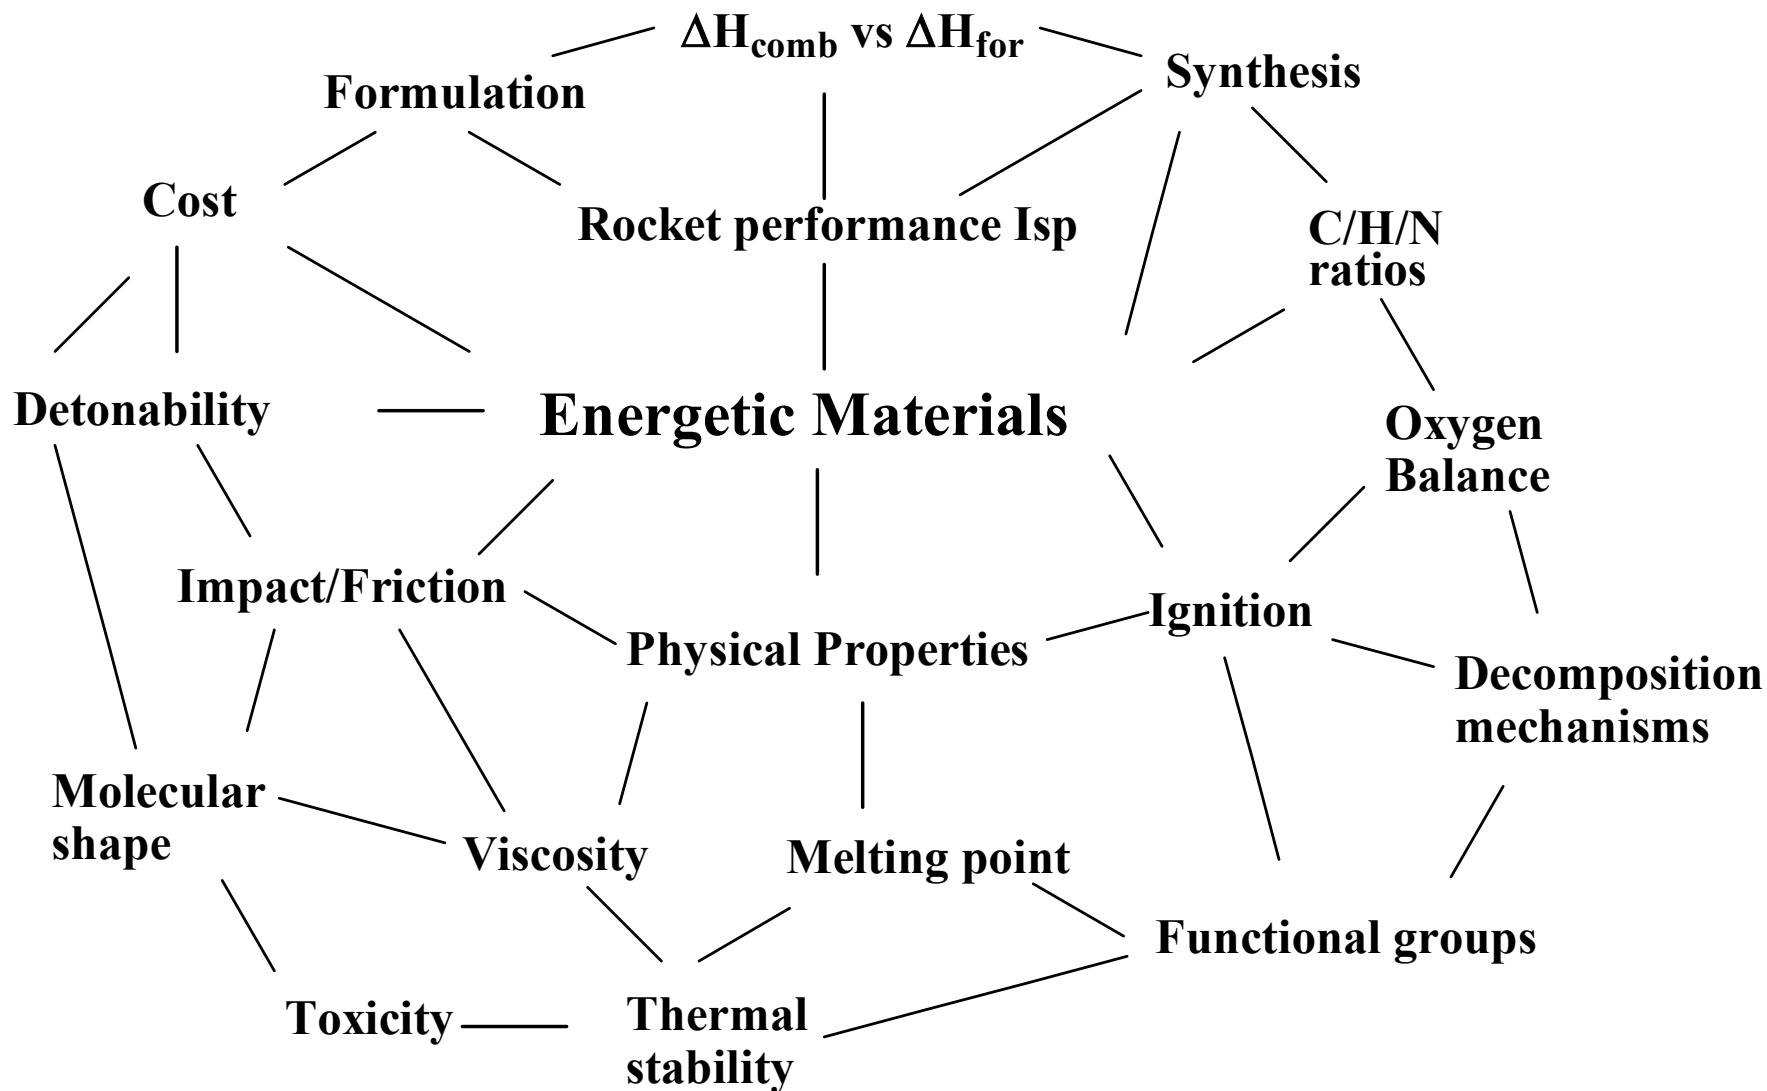 ΔHcomb vs ΔHfor
Synthesis
Formulation
Cost
Rocket performance Isp
C/H/N
ratios
Detonability
Energetic Materials
Oxygen
Balance
Impact/Friction
Ignition
Physical Properties
Decomposition
mechanisms
Molecular
shape
Viscosity
Melting point
Functional groups
Toxicity
Thermal
stability